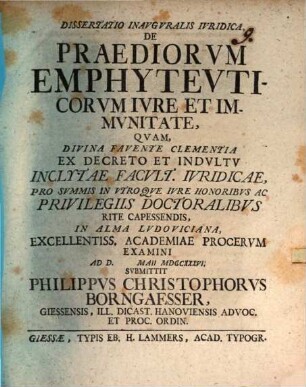 DISSERTATIO INAVGVRALIS IVRIDICA
9.
DE
PRAEDIORVM
EMPHYTEVTI-
CORVM IVRE ET IM-
MVNITATE,
QVAM,
DIVINA FAVENTE CLEMENTIA
EX DECRETO ET INDVLTV
INCLYTAE FACVLT. IVRIDICAE,
PRO SVMMIS IN VTROQVE IVRE HONORIBVS AC
PRIVILEGIIS DOCTORALIBVS
RITE CAPESSENDIS,
IN ALMA LVDOVICIANA,
EXCELLENTISS. ACADEMIAE PROCERVM
EXAMINI
AD D. MAII MDCCXXXVI;
SVBMITTIT
PHILIPPVS CHRISTOPHORVS
BORNGAESSER,
GIESSENSIS, ILL. DICAST. HANOVIENSIS ADVOC.
ET PROC. ORDIN.
GIESSÆ, TYPIS EB. H. LAMMERS, ACAD. TYPOGR.